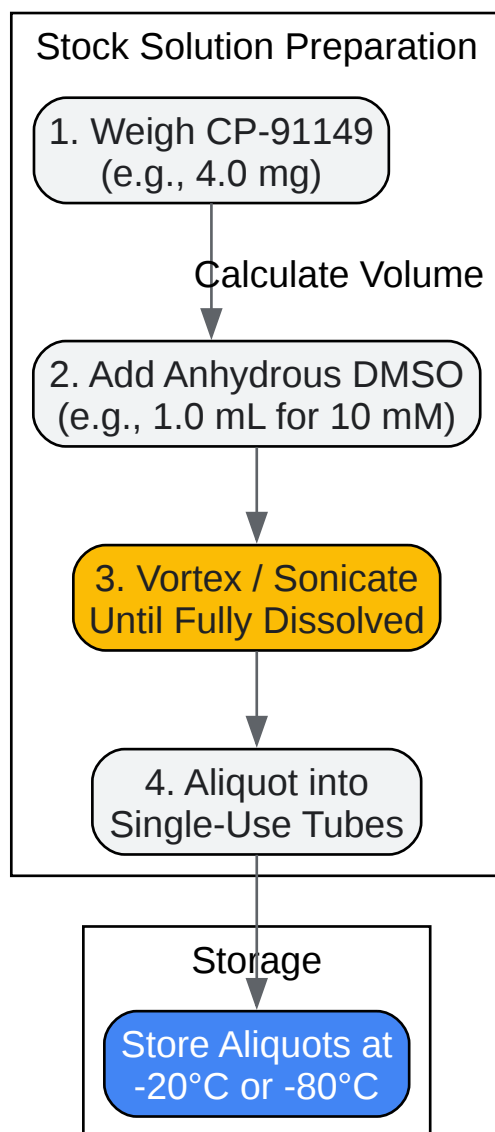 Stock Solution Preparation
1. Weigh CP-91149
(e.g., 4.0 mg)
Calculate Volume
2. Add Anhydrous DMSO
(e.g., 1.0 mL for 10 mM)
3. Vortex / Sonicate
Until Fully Dissolved
4. Aliquot into
Single-Use Tubes
Storage
Store Aliquots at
-20°C or -80°C